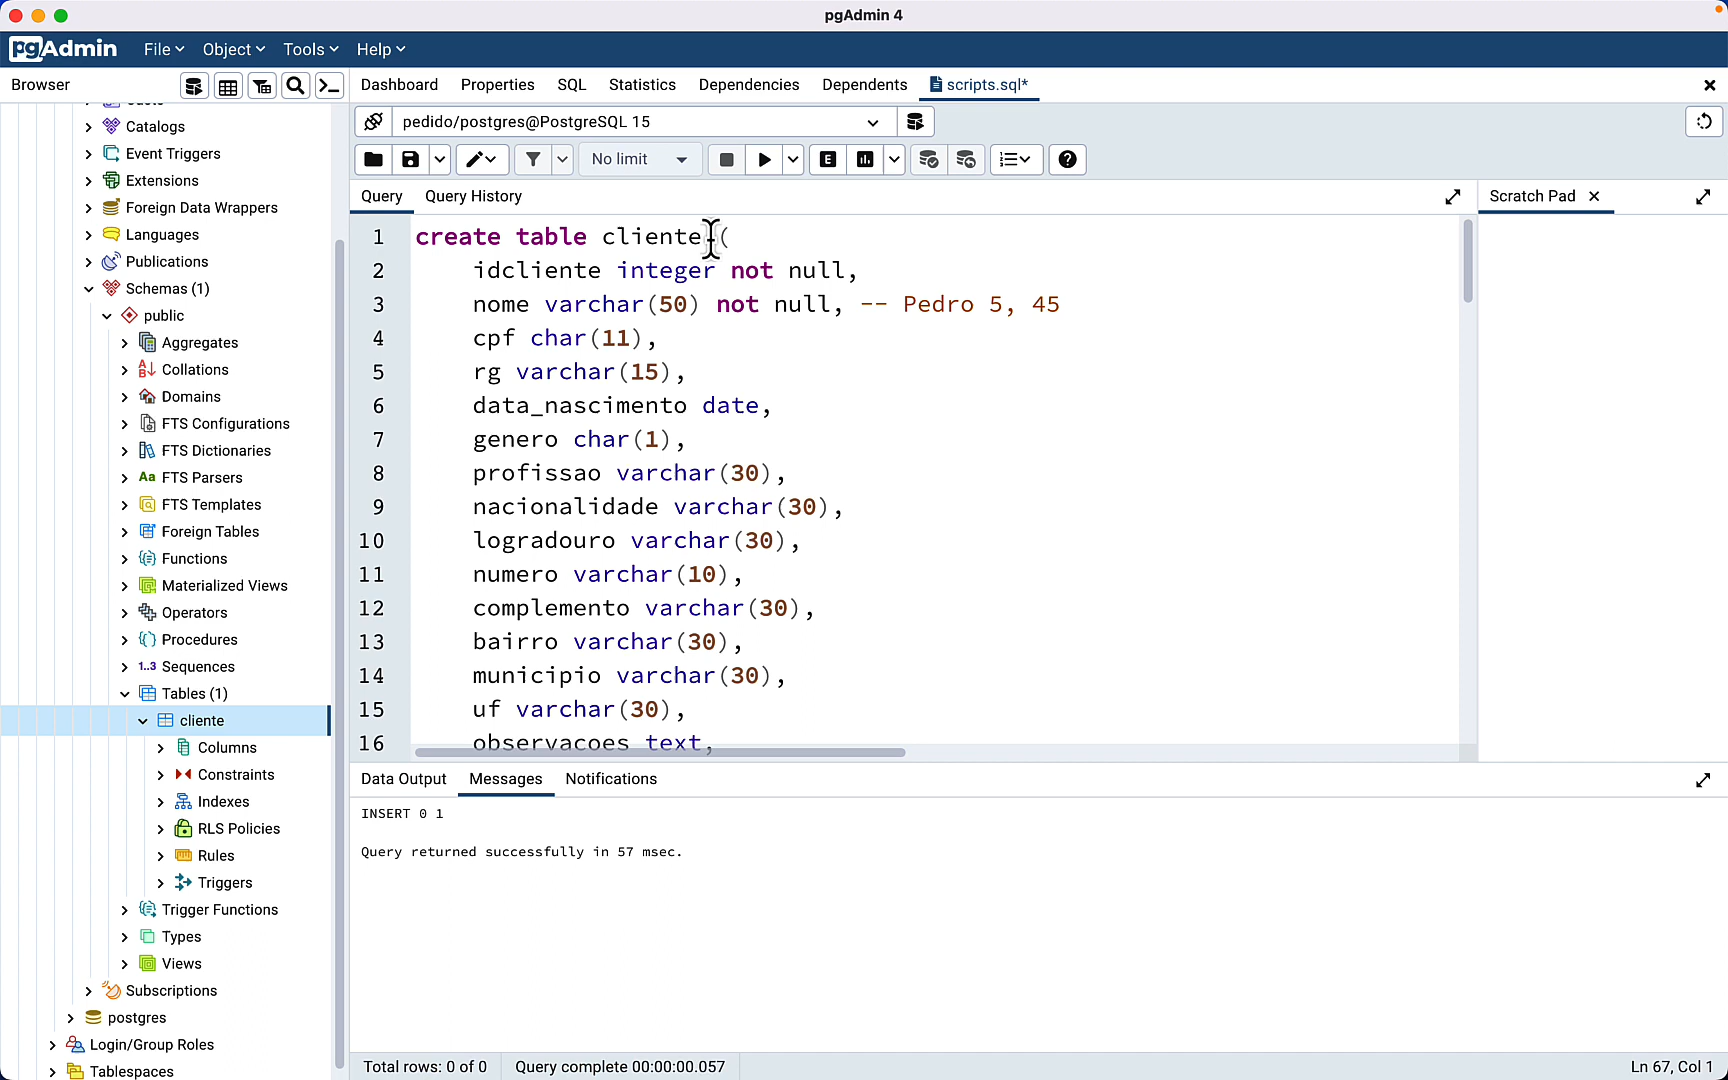 pgAdmin 4
pgAdmin File Object Tools Help
Browser
Dashboard Properties SQL Statistics Dependencies Dependents scripts.sql*
pedido/postgres@PostgreSQL 15
No limit
E
Query Query History
Scratch Pad
Catalogs
Event Triggers
Extensions
Foreign Data Wrappers
Languages
Publications
Schemas (1)
public
Aggregates
Collations
Domains
FTS Configurations
FTS Dictionaries
Aa FTS Parsers
FTS Templates
Foreign Tables
Functions
Materialized Views
Operators
Procedures
1..3 Sequences
Tables (1)
cliente
Columns
Constraints
Indexes
RLS Policies
Rules
Triggers
Trigger Functions
Types
Views
Subscriptions
postgres
Login/Group Roles
Tablespaces
1 create table cliente (
2 idcliente integer not null,
3 nome varchar(50) not null, -- Pedro 5, 45
4 cpf char(11),
5 rg varchar(15),
6 data_nascimento date,
7 genero char(1),
8 profissao varchar(30),
9 nacionalidade varchar(30),
10 logradouro varchar(30),
11 numero varchar(10),
12 complemento varchar(30),
13 bairro varchar(30),
14 municipio varchar(30),
15 uf varchar(30),
16 observacoes text,
Data Output Messages Notifications
INSERT 0 1
Query returned successfully in 57 msec.
Total rows: 0 of 0 Query complete 00:00:00.057 Ln 67, Col 1